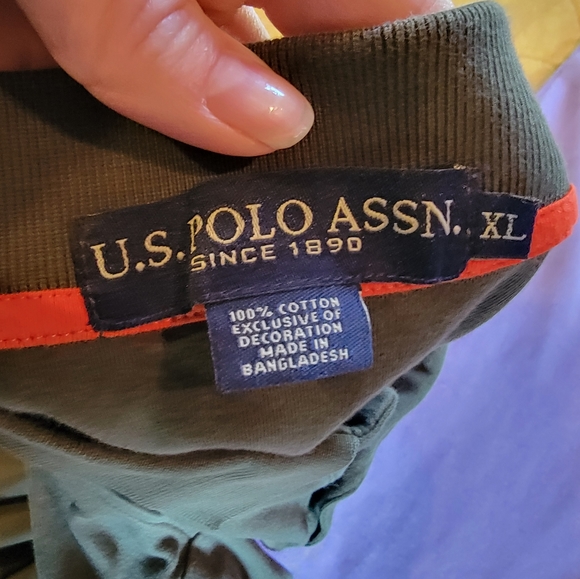 U.S. POLO ASSN.
SINCE 1890
XL
100% COTTON
EXCLUSIVE OF
DECORATION
MADE IN
BANGLADESH